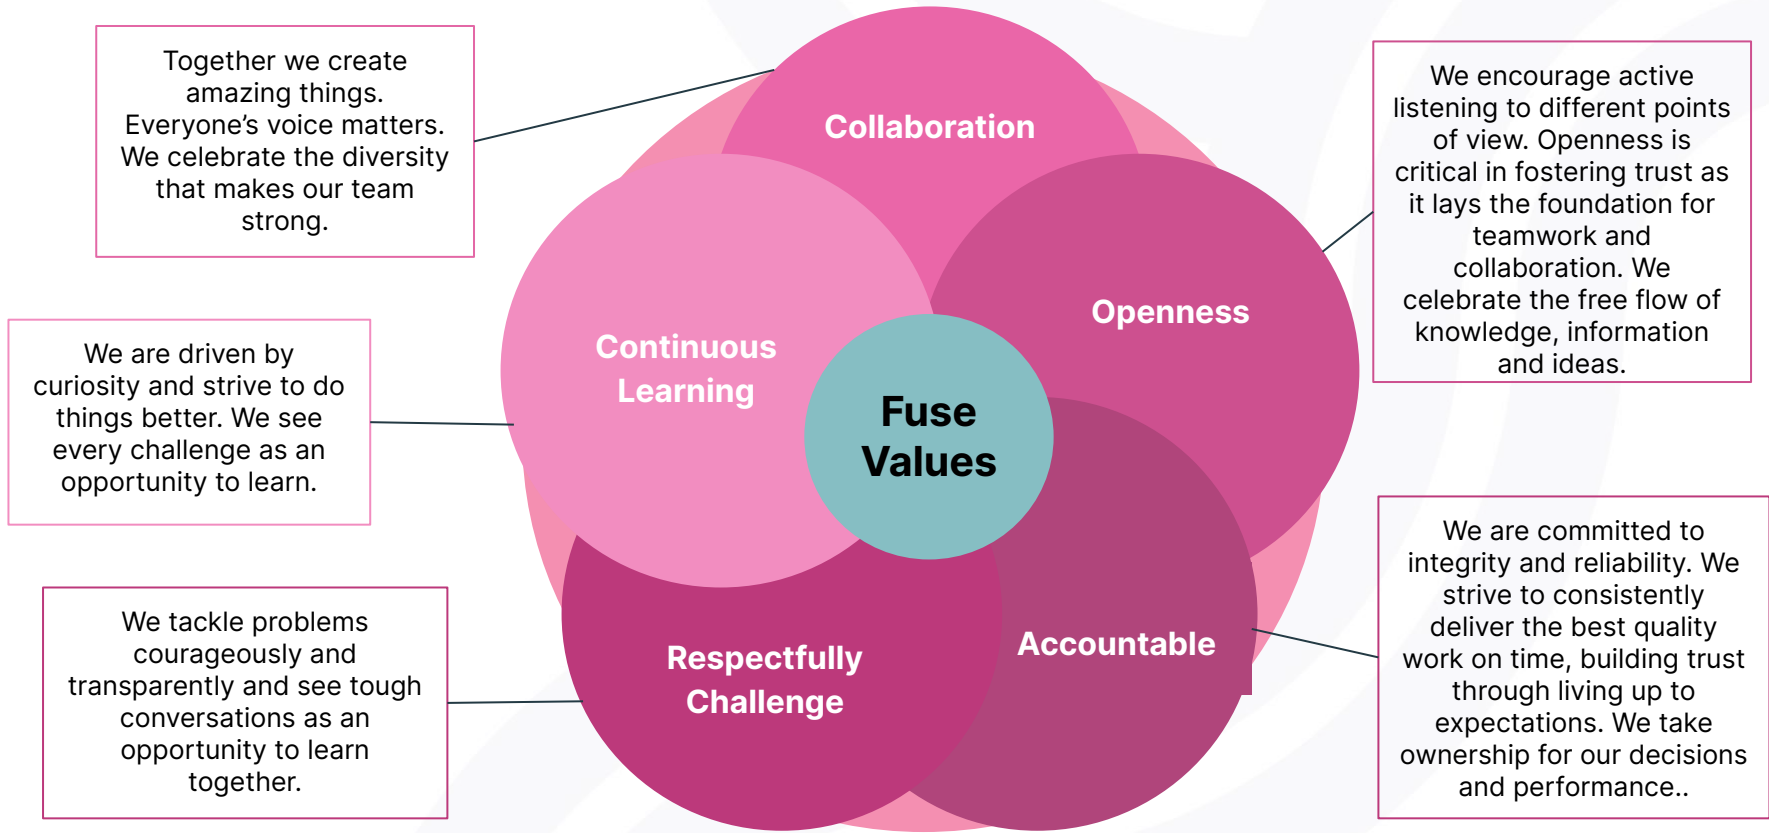 Together we create
amazing things.
Everyone’s voice matters.
We celebrate the diversity
that makes our team
strong.
Collaboration
We encourage active
listening to different points
of view. Openness is
critical in fostering trust as
it lays the foundation for
teamwork and
collaboration. We
celebrate the free flow of
knowledge, information
and ideas.
Openness
We are driven by
curiosity and strive to do
things better. We see
every challenge as an
opportunity to learn.
Continuous
Learning
Fuse
Values
We tackle problems
courageously and
transparently and see tough
conversations as an
opportunity to learn
together.
Respectfully
Challenge
Accountable
We are committed to
integrity and reliability. We
strive to consistently
deliver the best quality
work on time, building trust
through living up to
expectations. We take
ownership for our decisions
and performance..